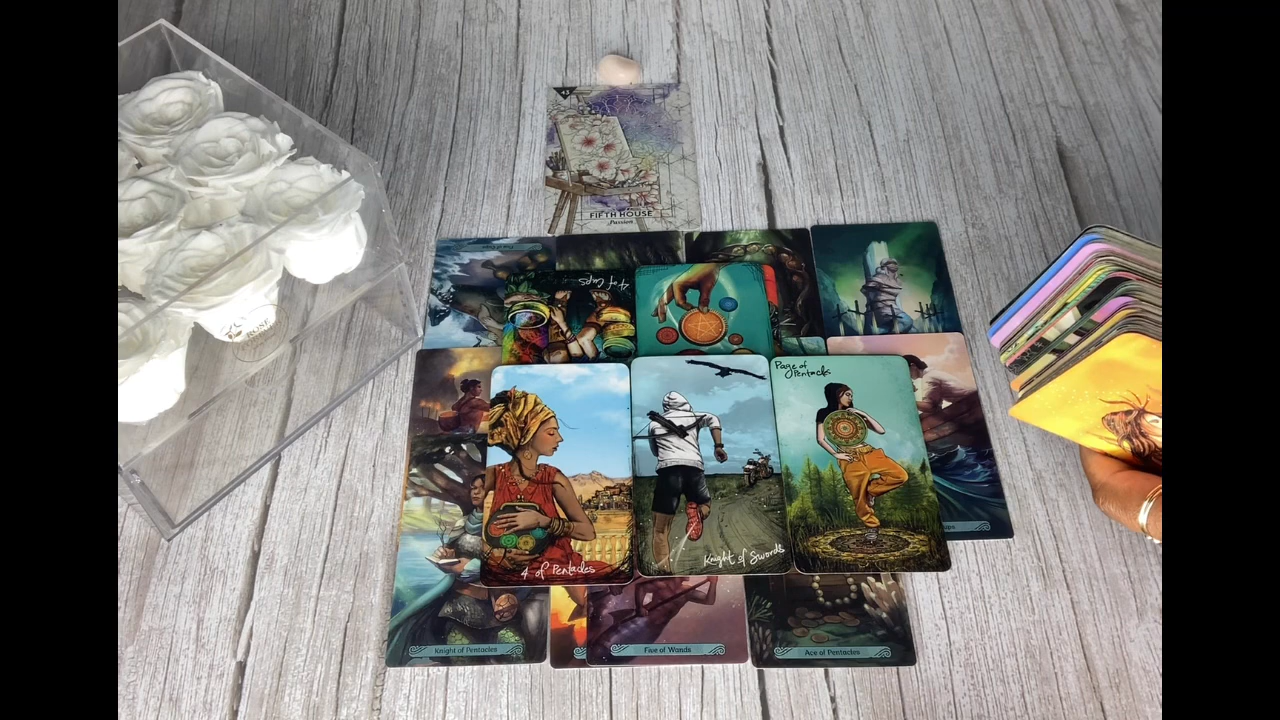 45
FIFTH HOUSE
Passion
4 of Cups
Page of
Pentacles
4 of Pentacles
Knight of Swords
Knight of Pentacles
Five of Wands
Ace of Pentacles